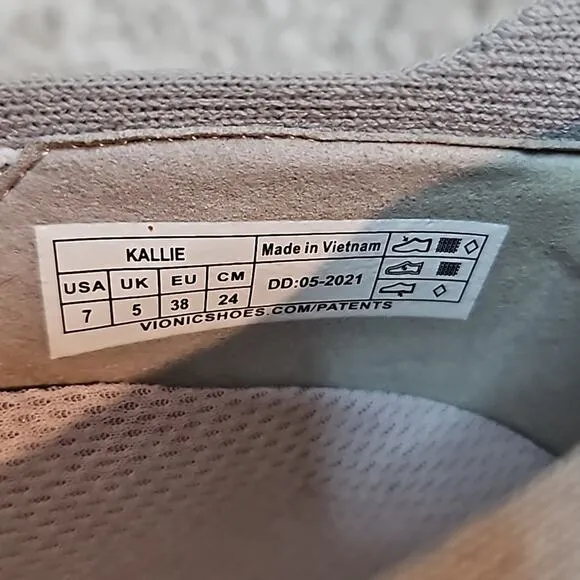 KALLIE Made in Vietnam
USA UK EU CM DD:05-2021
7 5 38 24
VIONICSHOES.COM/PATENTS